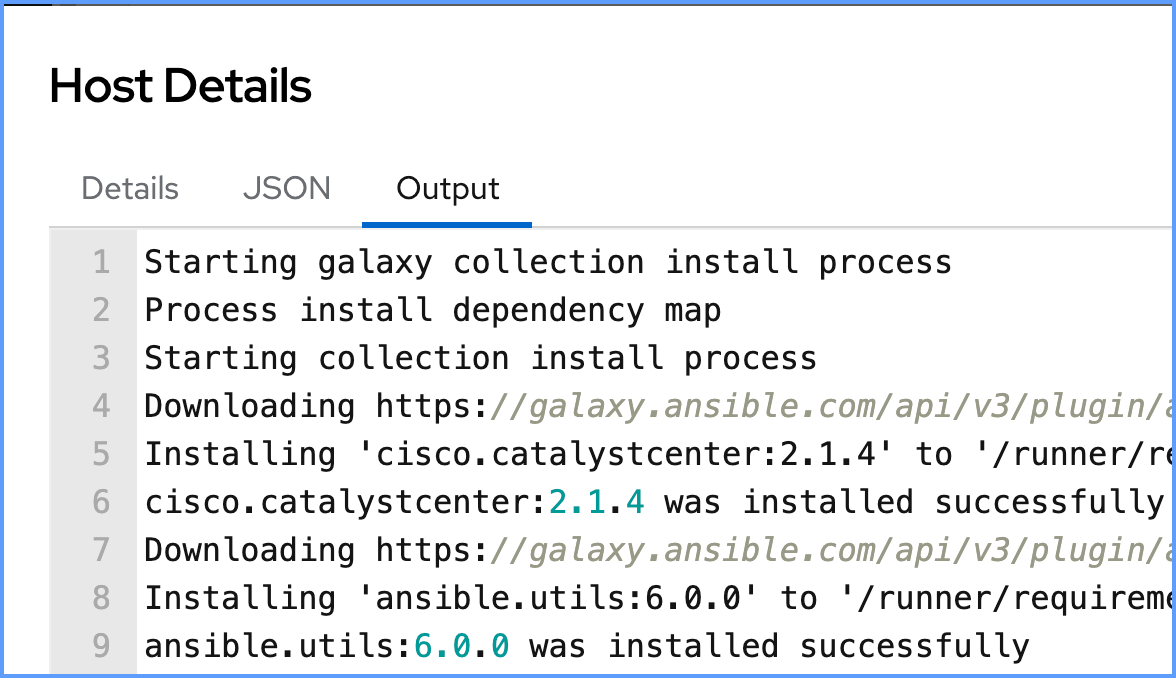 Host Details
Details JSON Output
1 Starting galaxy collection install process
2 Process install dependency map
3 Starting collection install process
4 Downloading https://galaxy.ansible.com/api/v3/plugin/
5 Installing 'cisco.catalystcenter:2.1.4' to '/runner/re
6 cisco.catalystcenter:2.1.4 was installed successfully
7 Downloading https://galaxy.ansible.com/api/v3/plugin/
8 Installing 'ansible.utils:6.0.0' to '/runner/requireme
9 ansible.utils:6.0.0 was installed successfully